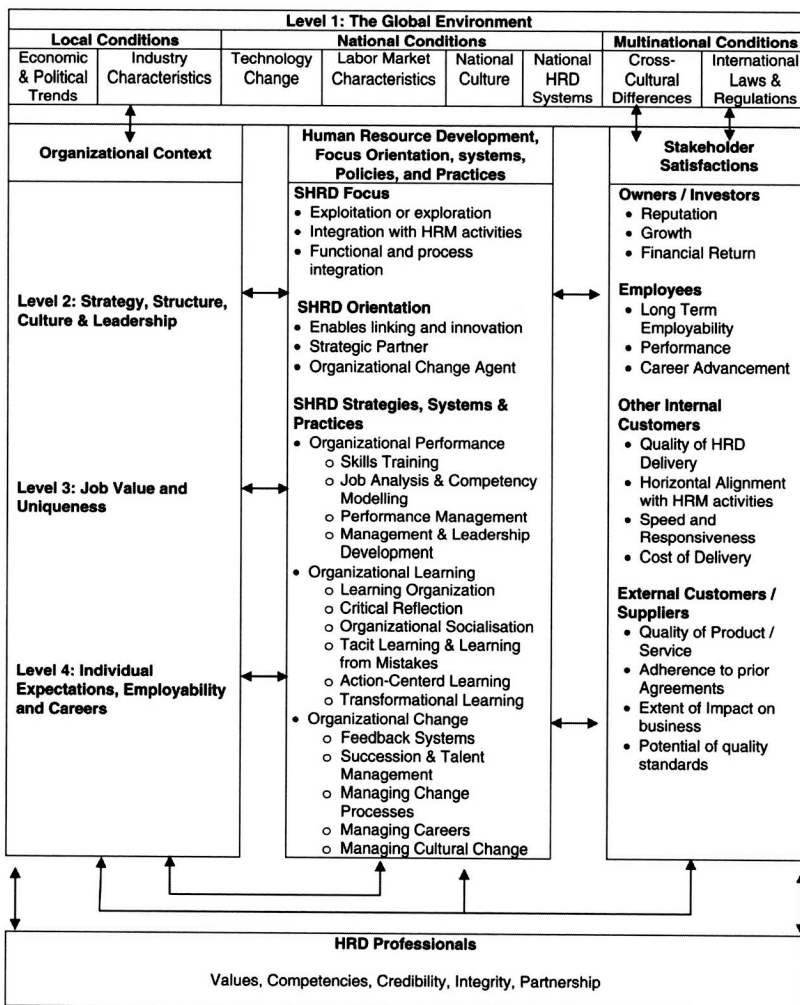 Level 1: The Global Environment
Local Conditions
National Conditions
Multinational Conditions
Economic
& Political
Trends
Industry
Characteristics
Technology
Change
Labor Market
Characteristics
National
Culture
National
HRD
Systems
Cross-
Cultural
Differences
International
Laws &
Regulations
Organizational Context
Level 2: Strategy, Structure,
Culture & Leadership
Level 3: Job Value and
Uniqueness
Level 4: Individual
Expectations, Employability
and Careers
Human Resource Development,
Focus Orientation, systems,
Policies, and Practices
SHRD Focus
• Exploitation or exploration
• Integration with HRM activities
• Functional and process
integration
SHRD Orientation
• Enables linking and innovation
• Strategic Partner
• Organizational Change Agent
SHRD Strategies, Systems &
Practices
• Organizational Performance
o Skills Training
o Job Analysis & Competency
Modelling
o Performance Management
o Management & Leadership
Development
• Organizational Learning
o Learning Organization
o Critical Reflection
o Organizational Socialisation
o Tacit Learning & Learning
from Mistakes
o Action-Centerd Learning
o Transformational Learning
• Organizational Change
o Feedback Systems
o Succession & Talent
Management
o Managing Change
Processes
o Managing Careers
o Managing Cultural Change
Stakeholder
Satisfactions
Owners / Investors
• Reputation
• Growth
• Financial Return
Employees
• Long Term
Employability
• Performance
• Career Advancement
Other Internal
Customers
• Quality of HRD
Delivery
• Horizontal Alignment
with HRM activities
• Speed and
Responsiveness
• Cost of Delivery
External Customers /
Suppliers
• Quality of Product /
Service
• Adherence to prior
Agreements
• Extent of Impact on
business
• Potential of quality
standards
HRD Professionals
Values, Competencies, Credibility, Integrity, Partnership